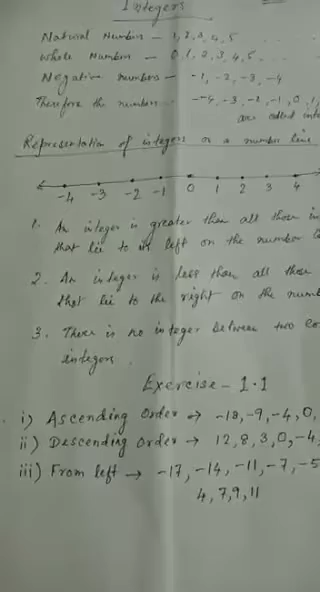 Integers
Natural Numbers - 1, 2, 3, 4, 5 . . .
Whole Numbers - 0, 1, 2, 3, 4, 5, . . .
Negative numbers - -1, -2, -3, -4
Therefore the numbers - -4, -3, -2, -1, 0, 1,
are called
Representation of integers on a number line
-4 -3 -2 -1 0 1 2 3 4
1. An integer is greater than all those
that lie to its left on the number
2. An integer is less than all those
that lie to the right on the
3. There is no integer between two
integers.
Exercise - 1.1
i) Ascending Order → -18, -9, -4, 0,
ii) Descending Order → 12, 8, 3, 0, -4
iii) From left → -17, -14, -11, -7, -5
4, 7, 9, 11